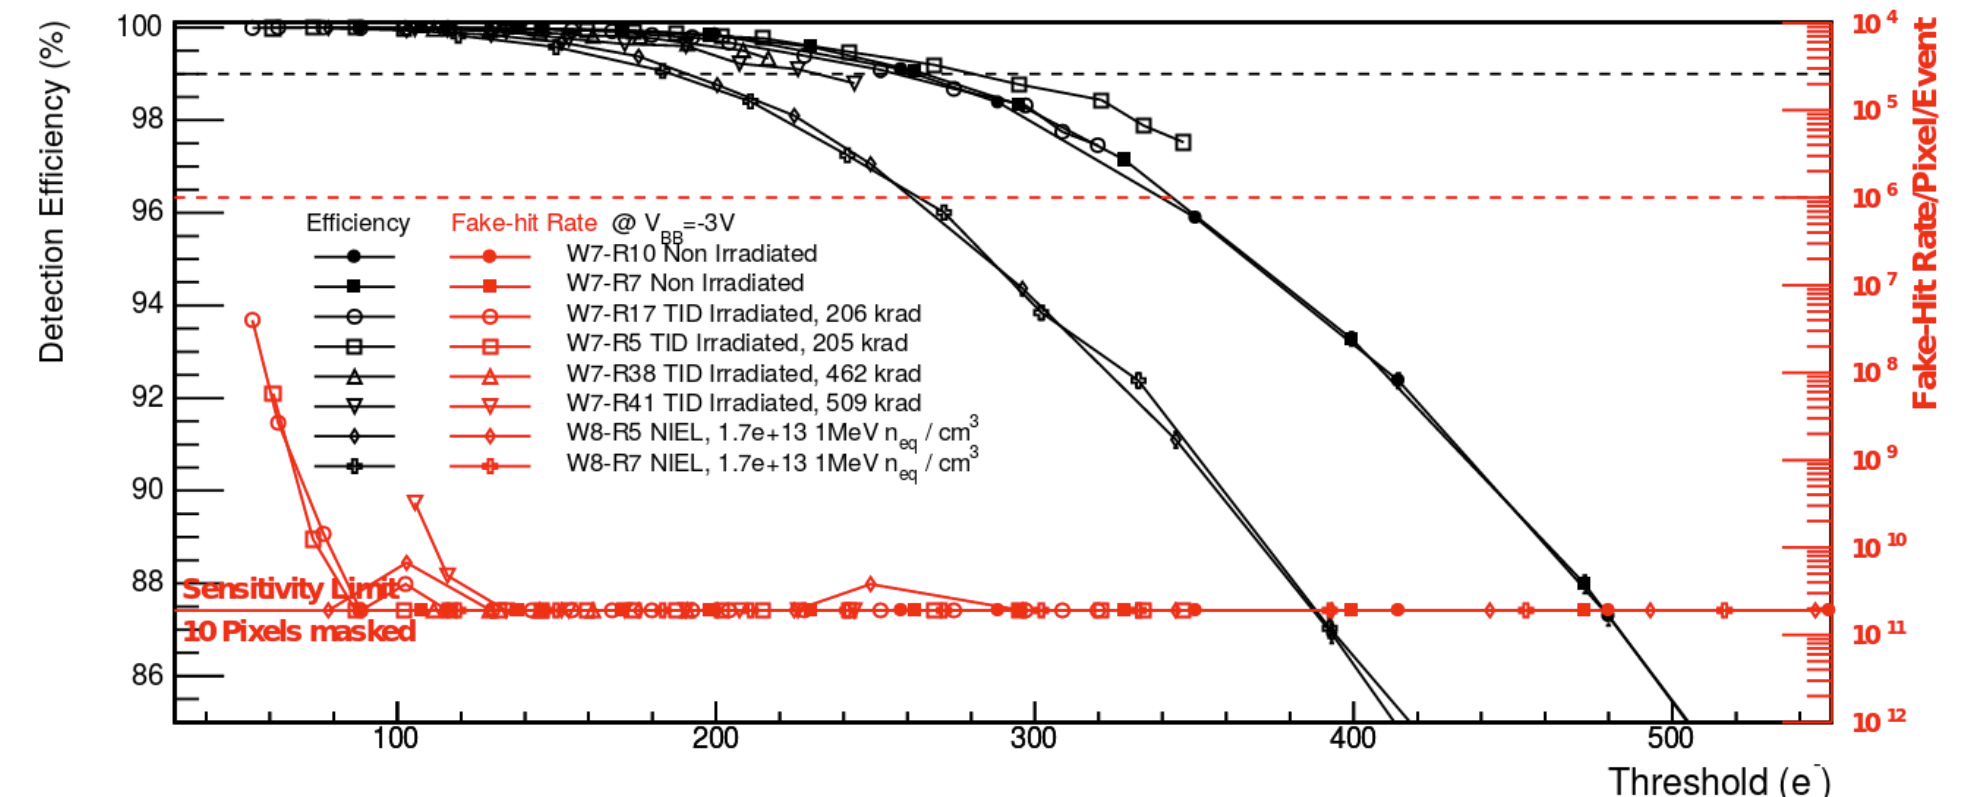 Detection Efficiency (%)
100
98
96
94
92
90
88
86
Efficiency Fake-hit Rate @ V_BB=-3V
W7-R10 Non Irradiated
W7-R7 Non Irradiated
W7-R17 TID Irradiated, 206 krad
W7-R5 TID Irradiated, 205 krad
W7-R38 TID Irradiated, 462 krad
W7-R41 TID Irradiated, 509 krad
W8-R5 NIEL, 1.7e+13 1MeV n_eq / cm^3
W8-R7 NIEL, 1.7e+13 1MeV n_eq / cm^3
Sensitivity Limit
10 Pixels masked
100 200 300 400 500
Threshold (e^-)
10^4
10^5
10^6
10^7
10^8
10^9
10^10
10^11
10^12
Fake-Hit Rate/Pixel/Event